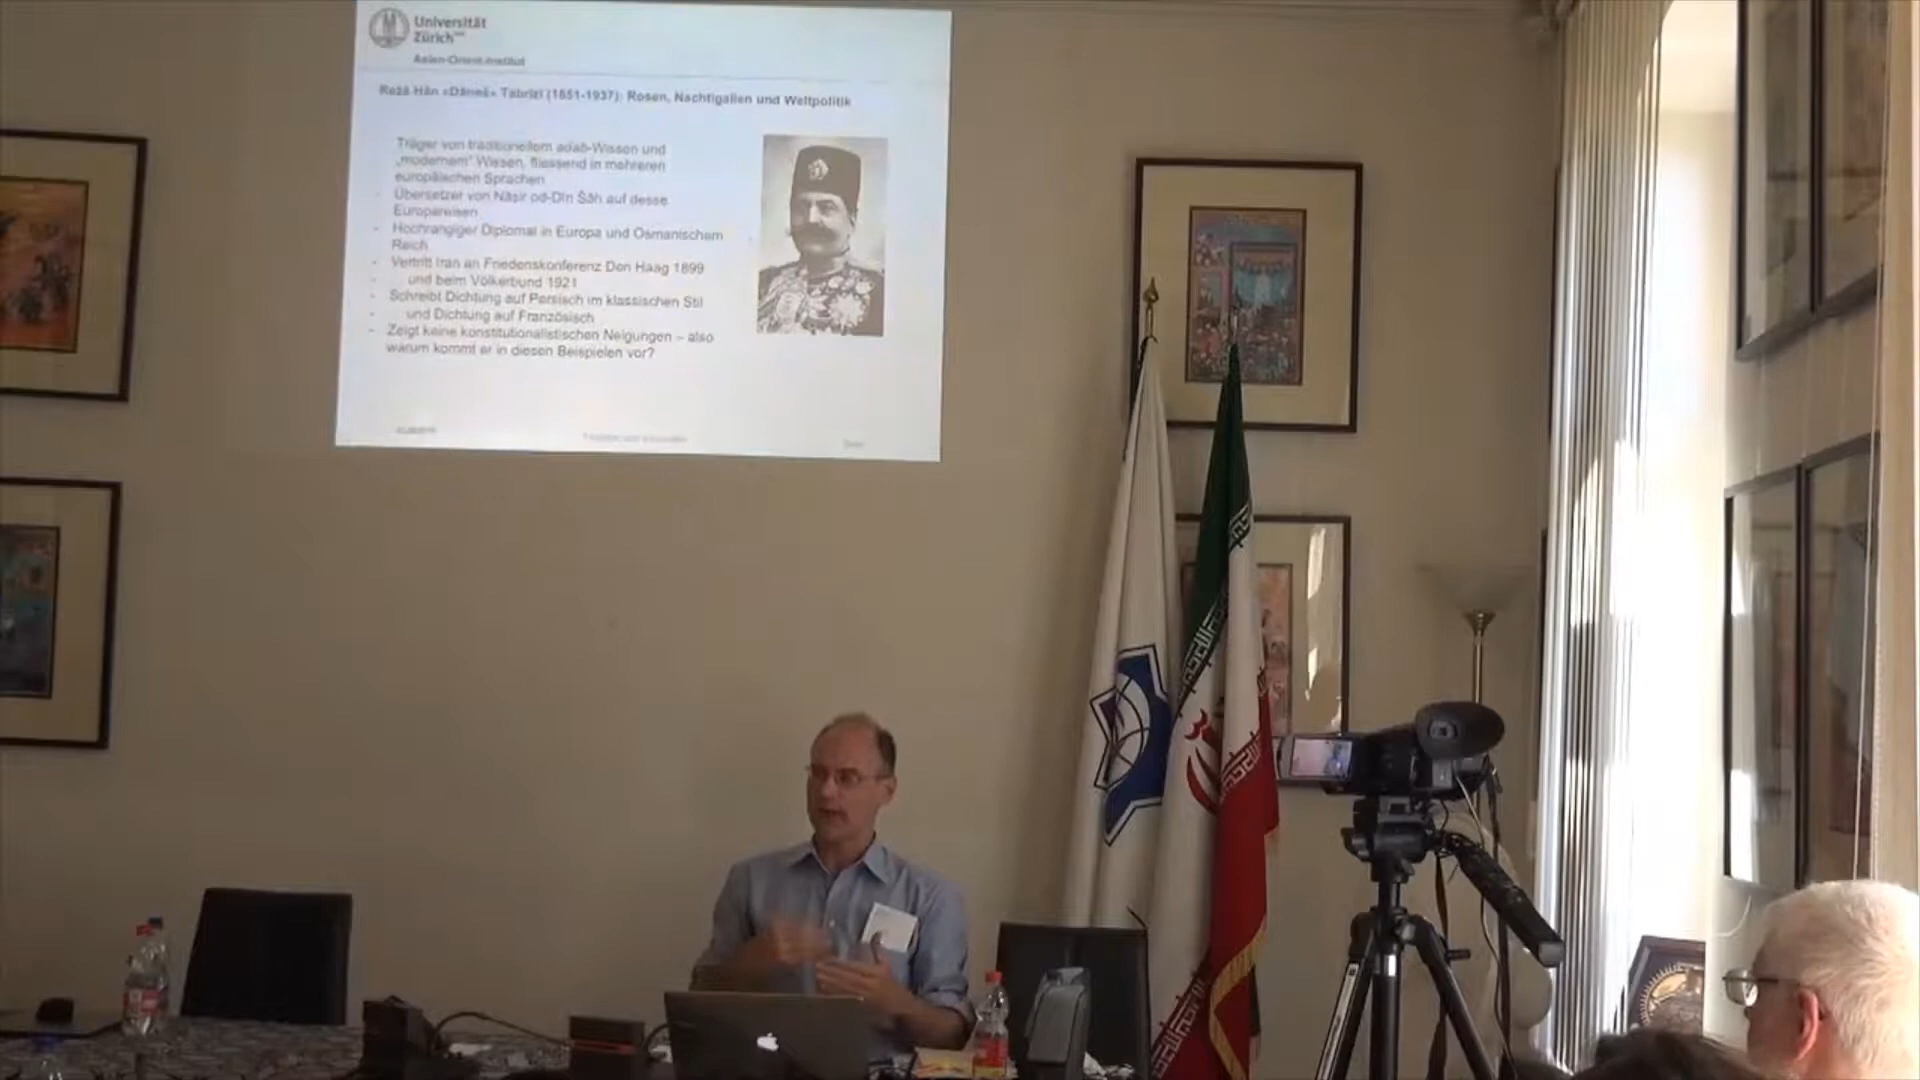 Universität
Zürich
Asien-Orient-Institut
Rezā Ḫān «Dāneš» Tabrīzī (1851-1937): Rosen, Nachtigallen und Weltpolitik
Träger von traditionellem adab-Wissen und
„modernem“ Wissen, fliessend in mehreren
europäischen Sprachen
- Übersetzer von Nāṣir od-Dīn Šāh auf desse
Europareisen
- Hochrangiger Diplomat in Europa und Osmanischem
Reich
- Vertritt Iran an Friedenskonferenz Den Haag 1899
- und beim Völkerbund 1921
- Schreibt Dichtung auf Persisch im klassischen Stil
- und Dichtung auf Französisch
- Zeigt keine konstitutionalistischen Neigungen – also
warum kommt er in diesen Beispielen vor?